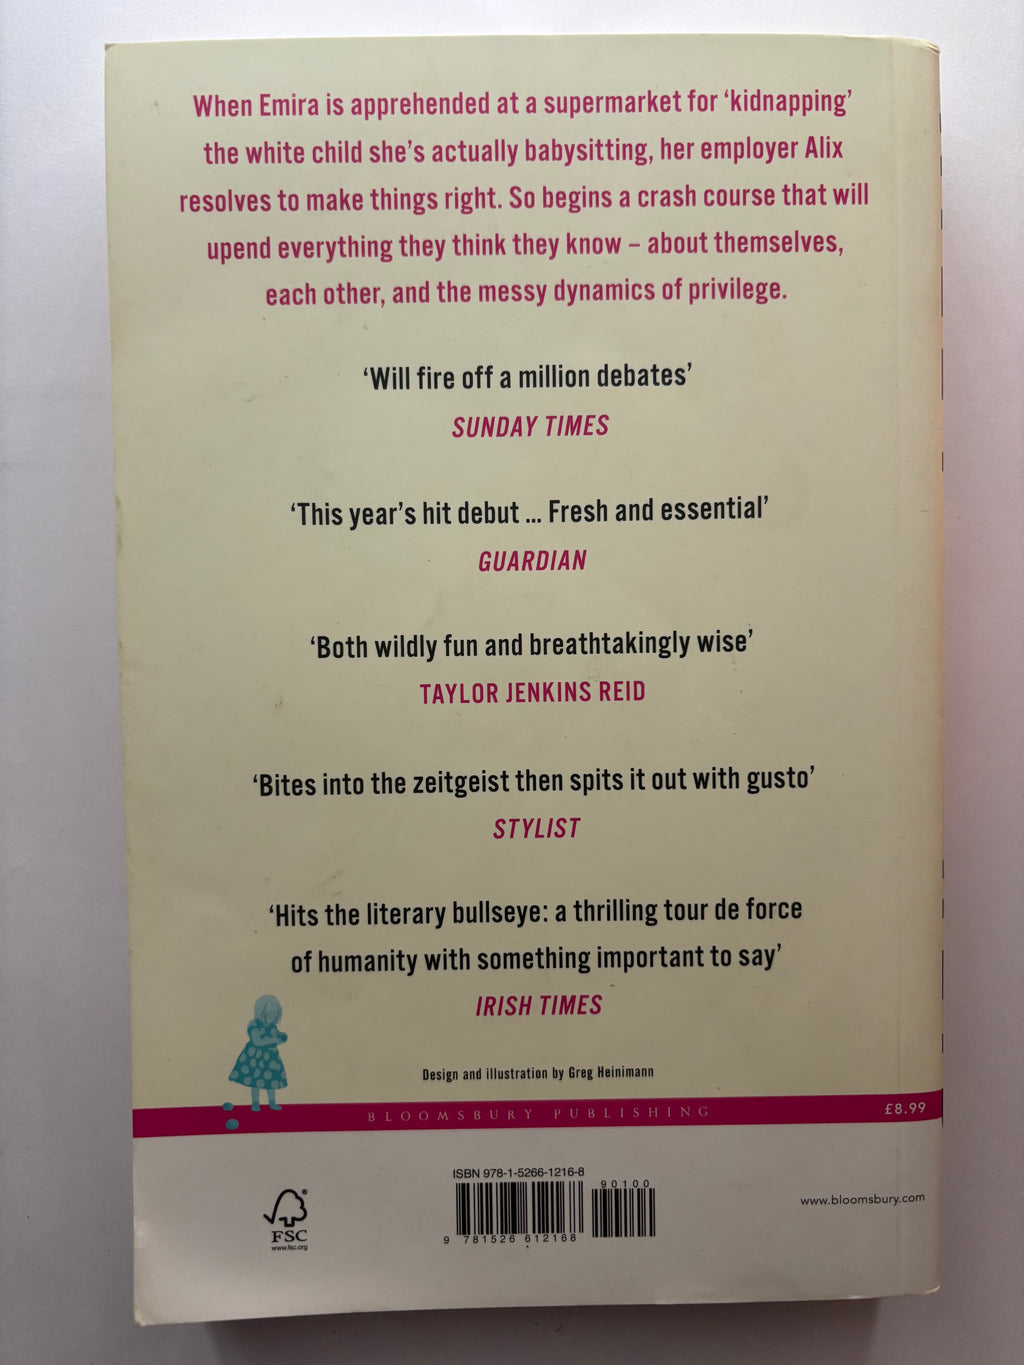 When Emira is apprehended at a supermarket for ‘kidnapping’
the white child she’s actually babysitting, her employer Alix
resolves to make things right. So begins a crash course that will
upend everything they think they know – about themselves,
each other, and the messy dynamics of privilege.
‘Will fire off a million debates’
SUNDAY TIMES
‘This year’s hit debut ... Fresh and essential’
GUARDIAN
‘Both wildly fun and breathtakingly wise’
TAYLOR JENKINS REID
‘Bites into the zeitgeist then spits it out with gusto’
STYLIST
‘Hits the literary bullseye: a thrilling tour de force
of humanity with something important to say’
IRISH TIMES
Design and illustration by Greg Heinimann
BLOOMSBURY PUBLISHING
£8.99
ISBN 978-1-5266-1216-8
90100
9 781526 612168
FSC
www.fsc.org
www.bloomsbury.com